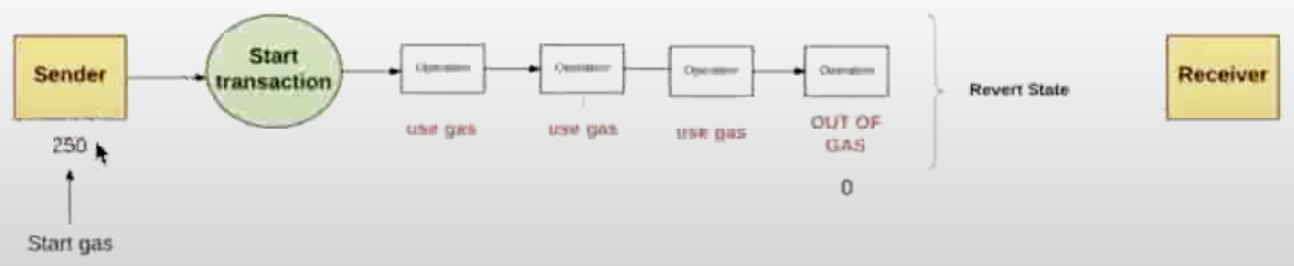 Sender
Start
transaction
Operation
Operation
Operation
Operation
Revert State
Receiver
use gas
use gas
use gas
OUT OF
GAS
250
0
Start gas